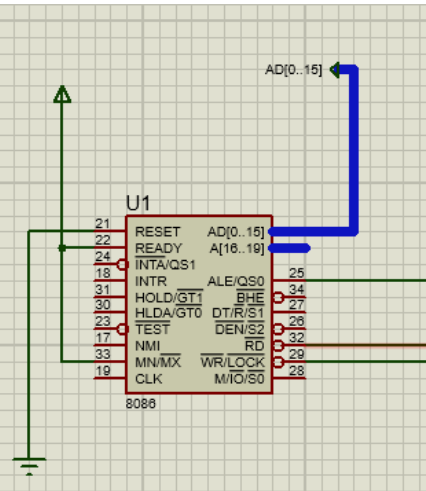 AD[0..15]
U1
21 RESET AD[0..15]
22 READY A[16..19]
24 INTA/QS1
18 INTR ALE/QS0 25
31 HOLD/GT1 BHE 34
30 HLDA/GT0 DT/R/S1 27
23 TEST DEN/S2 26
17 NMI RD 32
33 MN/MX WR/LOCK 29
19 CLK M/IO/S0 28
8086